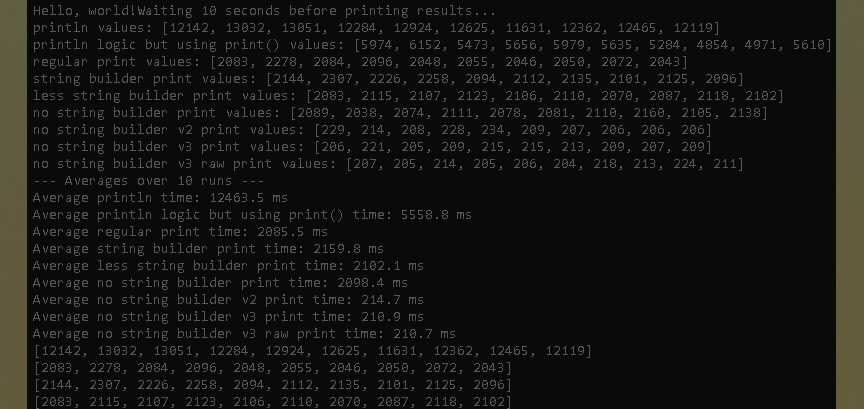 Hello, world!Waiting 10 seconds before printing results...
println values: [12142, 13032, 13051, 12284, 12924, 12625, 11631, 12362, 12465, 12119]
println logic but using print() values: [5974, 6152, 5473, 5656, 5979, 5635, 5284, 4854, 4971, 5610]
regular print values: [2083, 2278, 2084, 2096, 2048, 2055, 2046, 2050, 2072, 2043]
string builder print values: [2144, 2307, 2226, 2258, 2094, 2112, 2135, 2101, 2125, 2096]
less string builder print values: [2083, 2115, 2107, 2123, 2106, 2110, 2070, 2087, 2118, 2102]
no string builder print values: [2089, 2038, 2074, 2111, 2078, 2081, 2110, 2160, 2105, 2138]
no string builder v2 print values: [229, 214, 208, 228, 234, 209, 207, 206, 206, 206]
no string builder v3 print values: [206, 221, 205, 209, 215, 215, 213, 209, 207, 209]
no string builder v3 raw print values: [207, 205, 214, 205, 206, 204, 218, 213, 224, 211]
--- Averages over 10 runs ---
Average println time: 12463.5 ms
Average println logic but using print() time: 5558.8 ms
Average regular print time: 2085.5 ms
Average string builder print time: 2159.8 ms
Average less string builder print time: 2102.1 ms
Average no string builder print time: 2098.4 ms
Average no string builder v2 print time: 214.7 ms
Average no string builder v3 print time: 210.9 ms
Average no string builder v3 raw print time: 210.7 ms
[12142, 13032, 13051, 12284, 12924, 12625, 11631, 12362, 12465, 12119]
[2083, 2278, 2084, 2096, 2048, 2055, 2046, 2050, 2072, 2043]
[2144, 2307, 2226, 2258, 2094, 2112, 2135, 2101, 2125, 2096]
[2083, 2115, 2107, 2123, 2106, 2110, 2070, 2087, 2118, 2102]